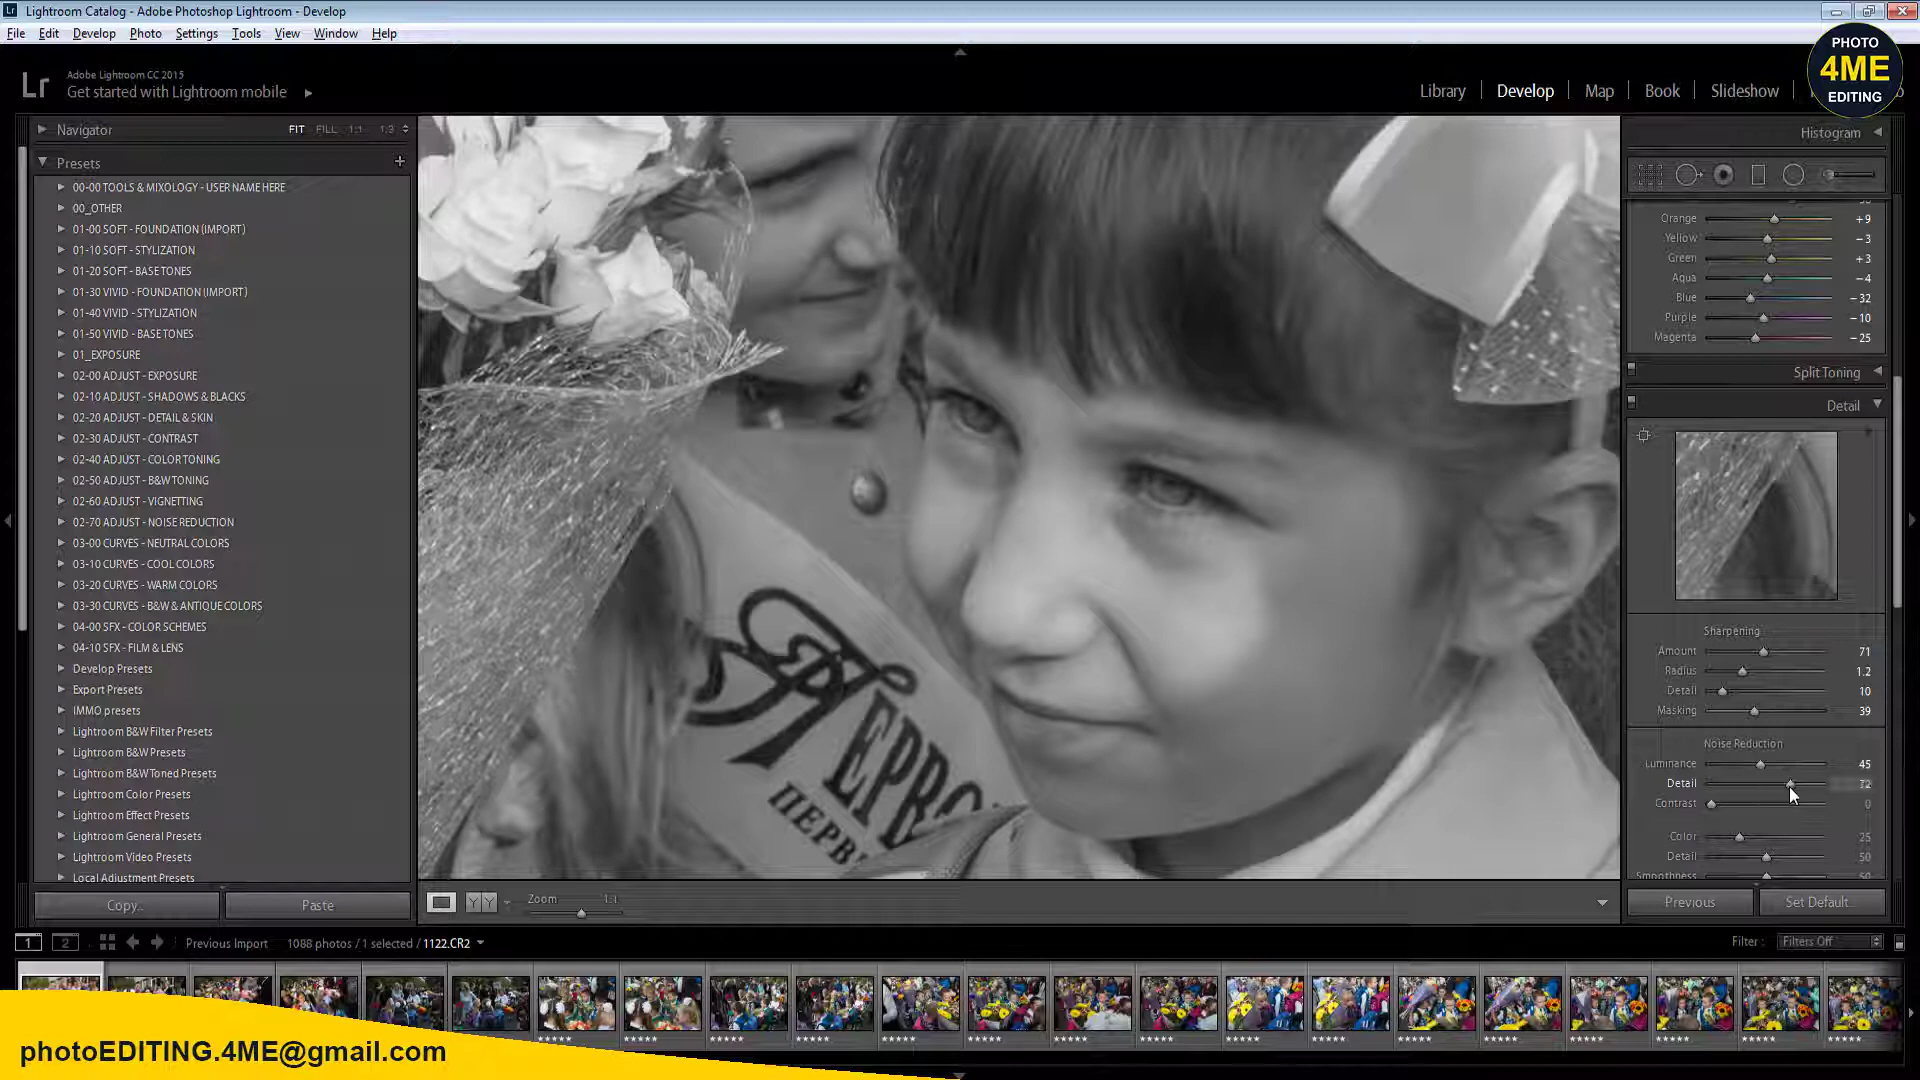 Lightroom Catalog - Adobe Photoshop Lightroom - Develop
File Edit Develop Photo Settings Tools View Window Help
PHOTO
4ME
EDITING
Adobe Lightroom CC 2015
Lr Get started with Lightroom mobile
Library Develop Map Book Slideshow
Navigator FIT FILL 1:1 1:3
Histogram
Presets
00-00 TOOLS & MIXOLOGY - USER NAME HERE
00_OTHER
01-00 SOFT - FOUNDATION (IMPORT)
01-10 SOFT - STYLIZATION
01-20 SOFT - BASE TONES
01-30 VIVID - FOUNDATION (IMPORT)
01-40 VIVID - STYLIZATION
01-50 VIVID - BASE TONES
01_EXPOSURE
02-00 ADJUST - EXPOSURE
02-10 ADJUST - SHADOWS & BLACKS
02-20 ADJUST - DETAIL & SKIN
02-30 ADJUST - CONTRAST
02-40 ADJUST - COLOR TONING
02-50 ADJUST - B&W TONING
02-60 ADJUST - VIGNETTING
02-70 ADJUST - NOISE REDUCTION
03-00 CURVES - NEUTRAL COLORS
03-10 CURVES - COOL COLORS
03-20 CURVES - WARM COLORS
03-30 CURVES - B&W & ANTIQUE COLORS
04-00 SFX - COLOR SCHEMES
04-10 SFX - FILM & LENS
Develop Presets
Export Presets
IMMO presets
Lightroom B&W Filter Presets
Lightroom B&W Presets
Lightroom B&W Toned Presets
Lightroom Color Presets
Lightroom Effect Presets
Lightroom General Presets
Lightroom Video Presets
Local Adjustment Presets
Copy... Paste
Orange +9
Yellow -3
Green +3
Aqua -4
Blue -32
Purple -10
Magenta -25
Split Toning
Detail
Sharpening
Amount 71
Radius 1.2
Detail 10
Masking 39
Noise Reduction
Luminance 45
Detail 72
Contrast 0
Color 25
Detail 50
Smoothness 50
Previous Set Default...
Zoom 1:1
1 2 Previous Import 1088 photos / 1 selected / 1122.CR2
Filter : Filters Off
photoEDITING.4ME@gmail.com